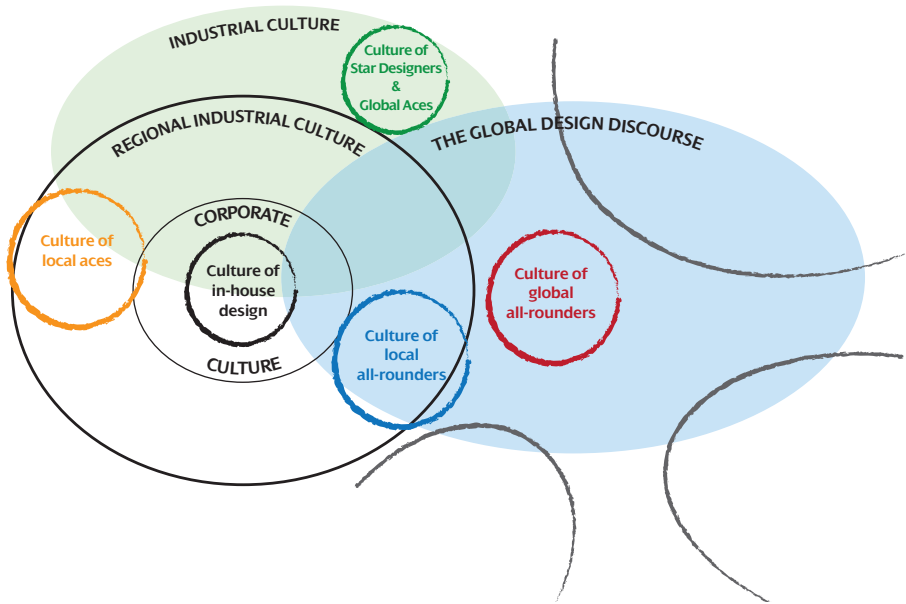 INDUSTRIAL CULTURE
Culture of
Star Designers
&
Global Aces
REGIONAL INDUSTRIAL CULTURE
THE GLOBAL DESIGN DISCOURSE
CORPORATE
Culture of
local aces
Culture of
in-house
design
Culture of
global
all-rounders
Culture of
local
all-rounders
CULTURE